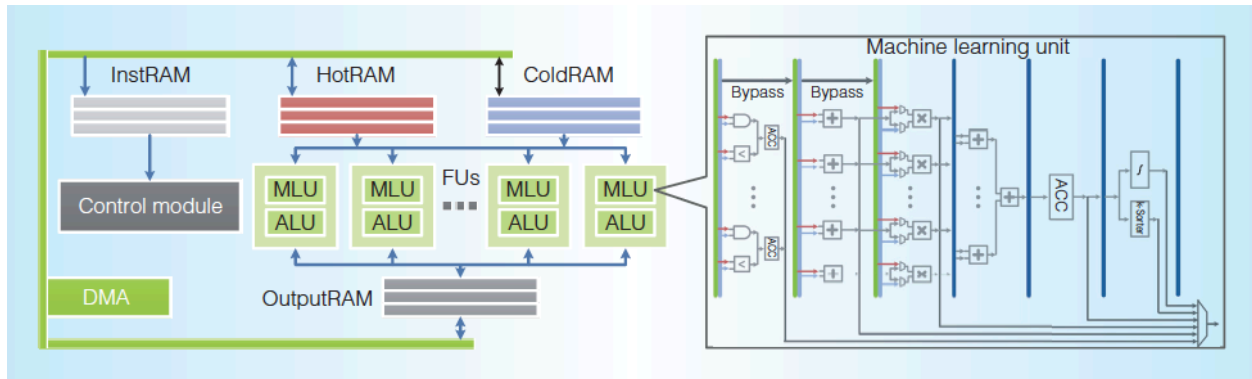 Machine learning unit
InstRAM
HotRAM
ColdRAM
Bypass
Bypass
ACC
MLU
MLU
FUs
MLU
MLU
Control module
ALU
ALU
ALU
ALU
ACC
∫
k-Sorter
ACC
DMA
OutputRAM